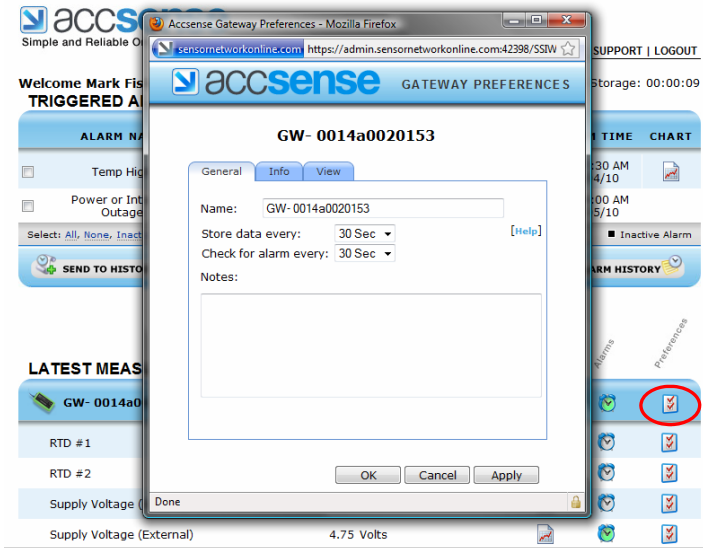 accsense
Simple and Reliable O
SUPPORT | LOGOUT
Welcome Mark Fis
Storage: 00:00:09
TRIGGERED A
ALARM NA
TIME CHART
Temp Hig
:30 AM
4/10
Power or Int
Outage
:00 AM
5/10
Select: All, None, Inact
Inactive Alarm
SEND TO HISTO
ARM HISTORY
Alarms
Preferences
LATEST MEAS
GW- 0014a0
RTD #1
RTD #2
Supply Voltage (
Supply Voltage (External)
4.75 Volts
Accsense Gateway Preferences - Mozilla Firefox
sensornetworkonline.com https://admin.sensornetworkonline.com:42398/SSIW
accsense GATEWAY PREFERENCES
GW- 0014a0020153
General Info View
Name: GW- 0014a0020153
Store data every: 30 Sec
[Help]
Check for alarm every: 30 Sec
Notes:
OK Cancel Apply
Done